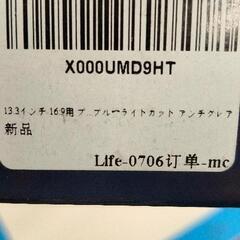 X000UMD9HT
13.3インチ 16:9用 ブ...ブルーライトカット アンチグレア
新品
Life-0706订单-mc